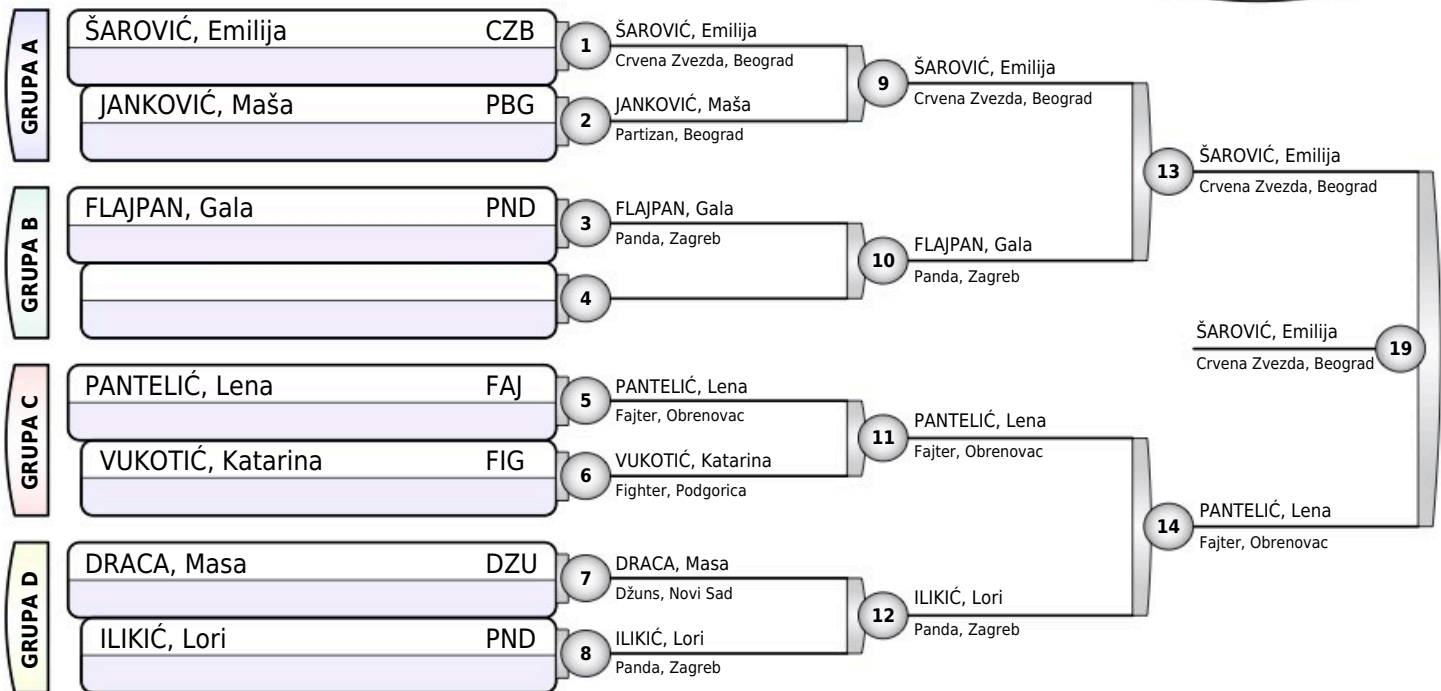 GRUPA A
ŠAROVIĆ, Emilija CZB
JANKOVIĆ, Maša PBG
1
ŠAROVIĆ, Emilija
Crvena Zvezda, Beograd
2
JANKOVIĆ, Maša
Partizan, Beograd
9
ŠAROVIĆ, Emilija
Crvena Zvezda, Beograd
GRUPA B
FLAJPAN, Gala PND
3
FLAJPAN, Gala
Panda, Zagreb
4
10
FLAJPAN, Gala
Panda, Zagreb
13
ŠAROVIĆ, Emilija
Crvena Zvezda, Beograd
GRUPA C
PANTELIĆ, Lena FAJ
VUKOTIĆ, Katarina FIG
5
PANTELIĆ, Lena
Fajter, Obrenovac
6
VUKOTIĆ, Katarina
Fighter, Podgorica
11
PANTELIĆ, Lena
Fajter, Obrenovac
GRUPA D
DRACA, Masa DZU
ILIKIĆ, Lori PND
7
DRACA, Masa
Džuns, Novi Sad
8
ILIKIĆ, Lori
Panda, Zagreb
12
ILIKIĆ, Lori
Panda, Zagreb
14
PANTELIĆ, Lena
Fajter, Obrenovac
19
ŠAROVIĆ, Emilija
Crvena Zvezda, Beograd